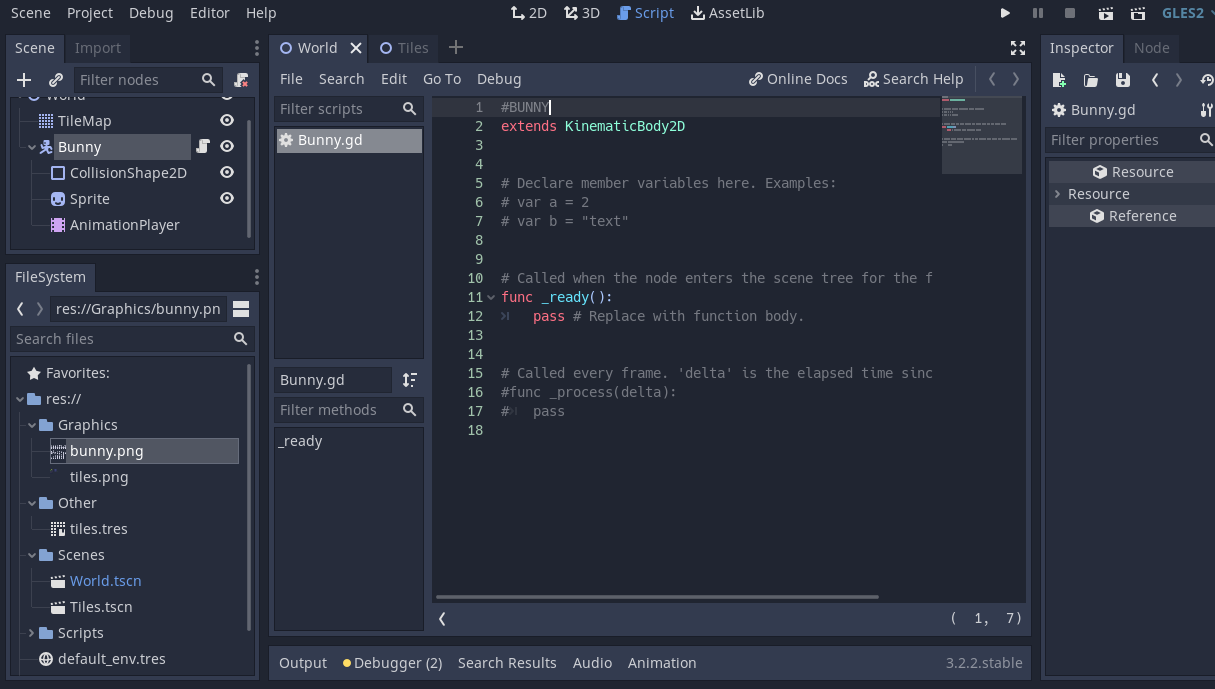 Scene Project Debug Editor Help
2D 3D Script AssetLib
GLES2
Scene Import
Filter nodes
World
TileMap
Bunny
CollisionShape2D
Sprite
AnimationPlayer
FileSystem
res://Graphics/bunny.pn
Search files
Favorites:
res://
Graphics
bunny.png
tiles.png
Other
tiles.tres
Scenes
World.tscn
Tiles.tscn
Scripts
default_env.tres
World Tiles
File Search Edit Go To Debug
Online Docs Search Help
Filter scripts
Bunny.gd
Bunny.gd
Filter methods
_ready
1 #BUNNY
2 extends KinematicBody2D
3
4
5 # Declare member variables here. Examples:
6 # var a = 2
7 # var b = "text"
8
9
10 # Called when the node enters the scene tree for the f
11 func _ready():
12 pass # Replace with function body.
13
14
15 # Called every frame. 'delta' is the elapsed time sinc
16 #func _process(delta):
17 # pass
18
( 1, 7)
Output Debugger (2) Search Results Audio Animation
3.2.2.stable
Inspector Node
Bunny.gd
Filter properties
Resource
Resource
Reference